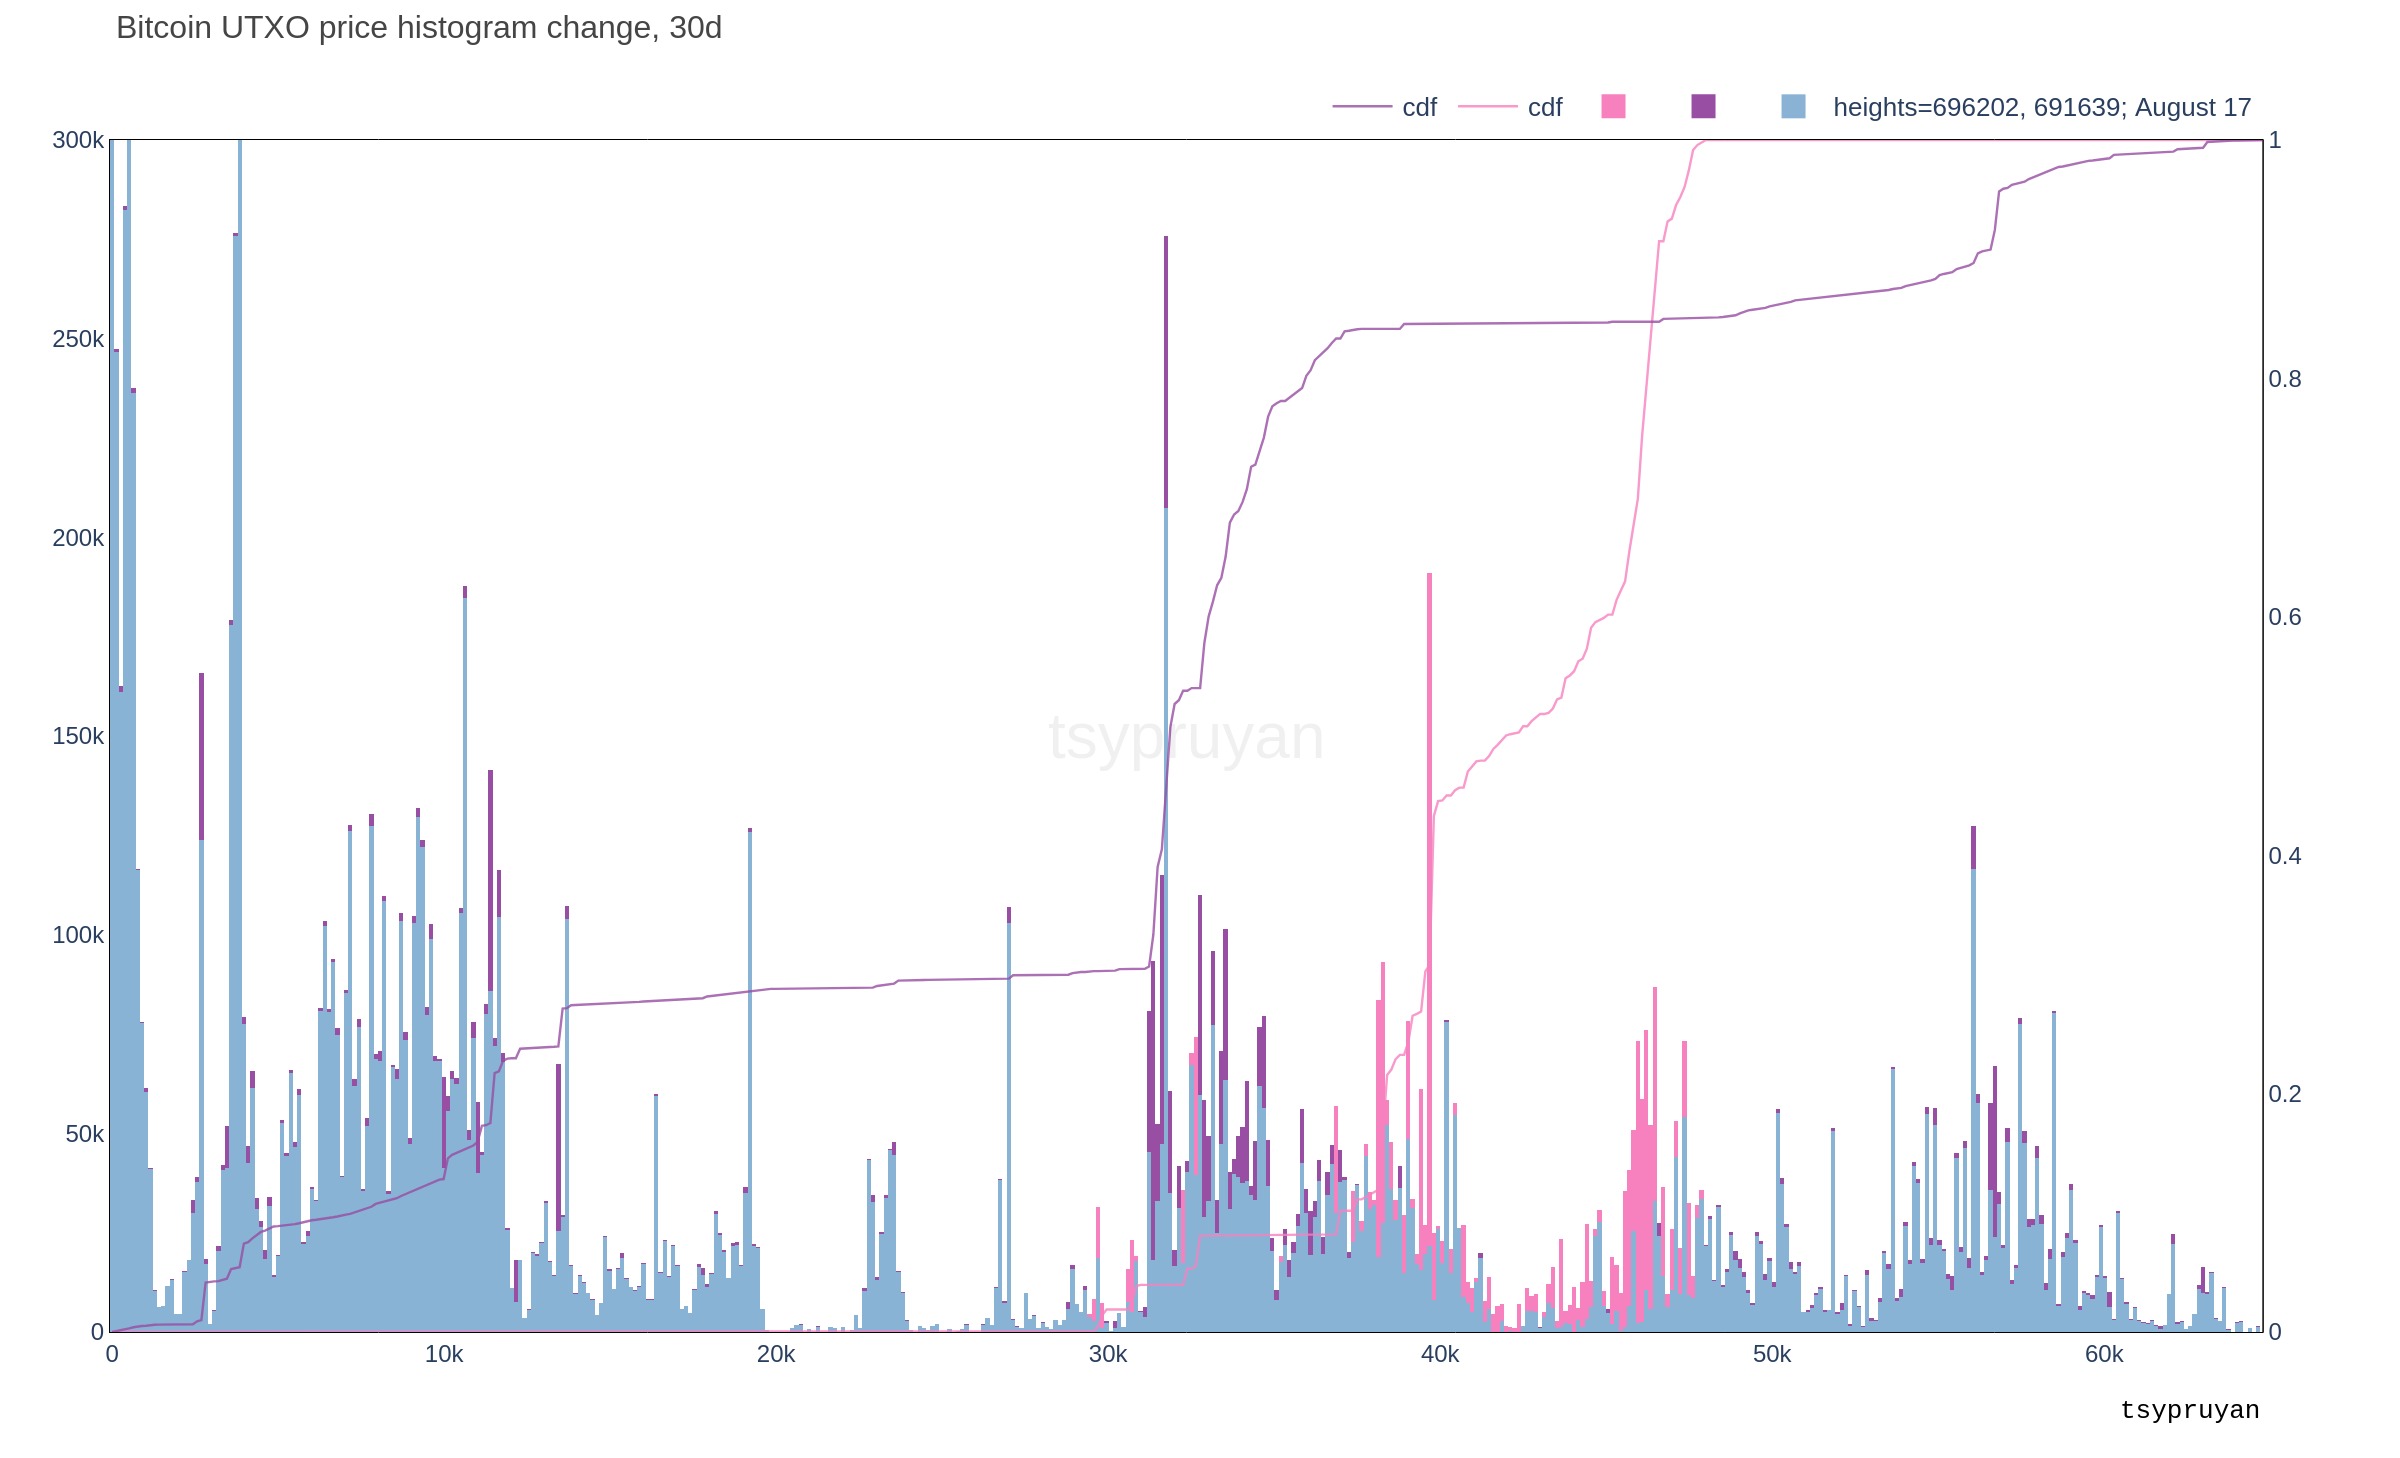 Bitcoin UTXO price histogram change, 30d
cdf cdf heights=696202, 691639; August 17
300k
250k
200k
150k
100k
50k
0
1
0.8
0.6
0.4
0.2
0
tsypruyan
0 10k 20k 30k 40k 50k 60k
tsypruyan